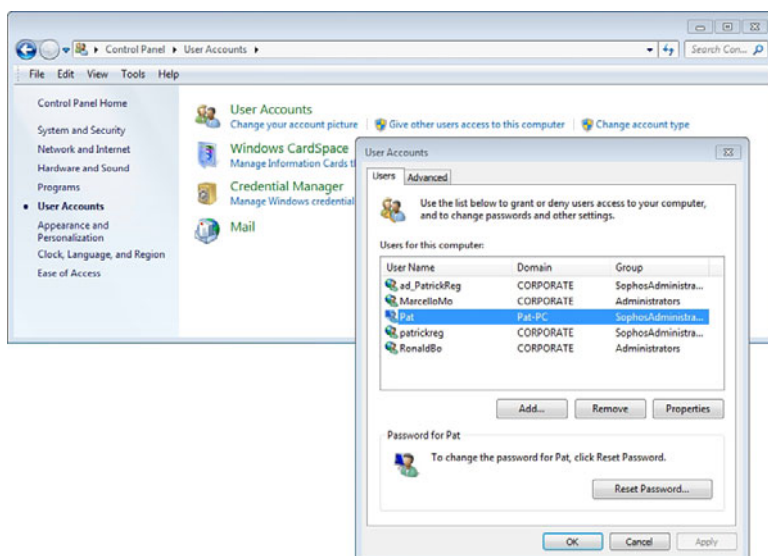 Control Panel ▸ User Accounts ▸
Search Con...
File Edit View Tools Help
Control Panel Home
System and Security
Network and Internet
Hardware and Sound
Programs
User Accounts
Appearance and
Personalization
Clock, Language, and Region
Ease of Access
User Accounts
Change your account picture Give other users access to this computer Change account type
Windows CardSpace
Manage Information Cards t
Credential Manager
Manage Windows credential
Mail
User Accounts
Users Advanced
Use the list below to grant or deny users access to your computer,
and to change passwords and other settings.
Users for this computer:
User Name Domain Group
ad_PatrickReg CORPORATE SophosAdministra...
MarcelloMo CORPORATE Administrators
Pat Pat-PC SophosAdministra...
patrickreg CORPORATE SophosAdministra...
RonaldBo CORPORATE Administrators
Add... Remove Properties
Password for Pat
To change the password for Pat, click Reset Password.
Reset Password...
OK Cancel Apply